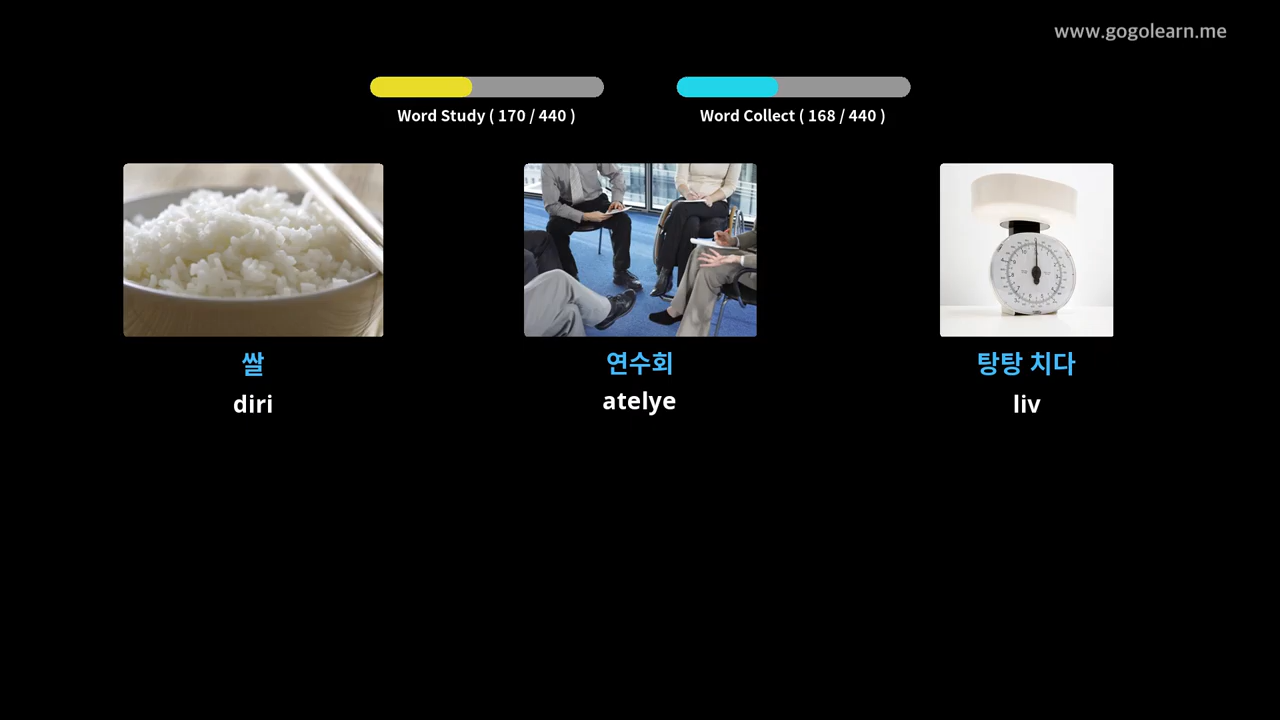 www.gogolearn.me
Word Study ( 170 / 440 )
Word Collect ( 168 / 440 )
쌀
연수회
탕탕 치다
diri
atelye
liv